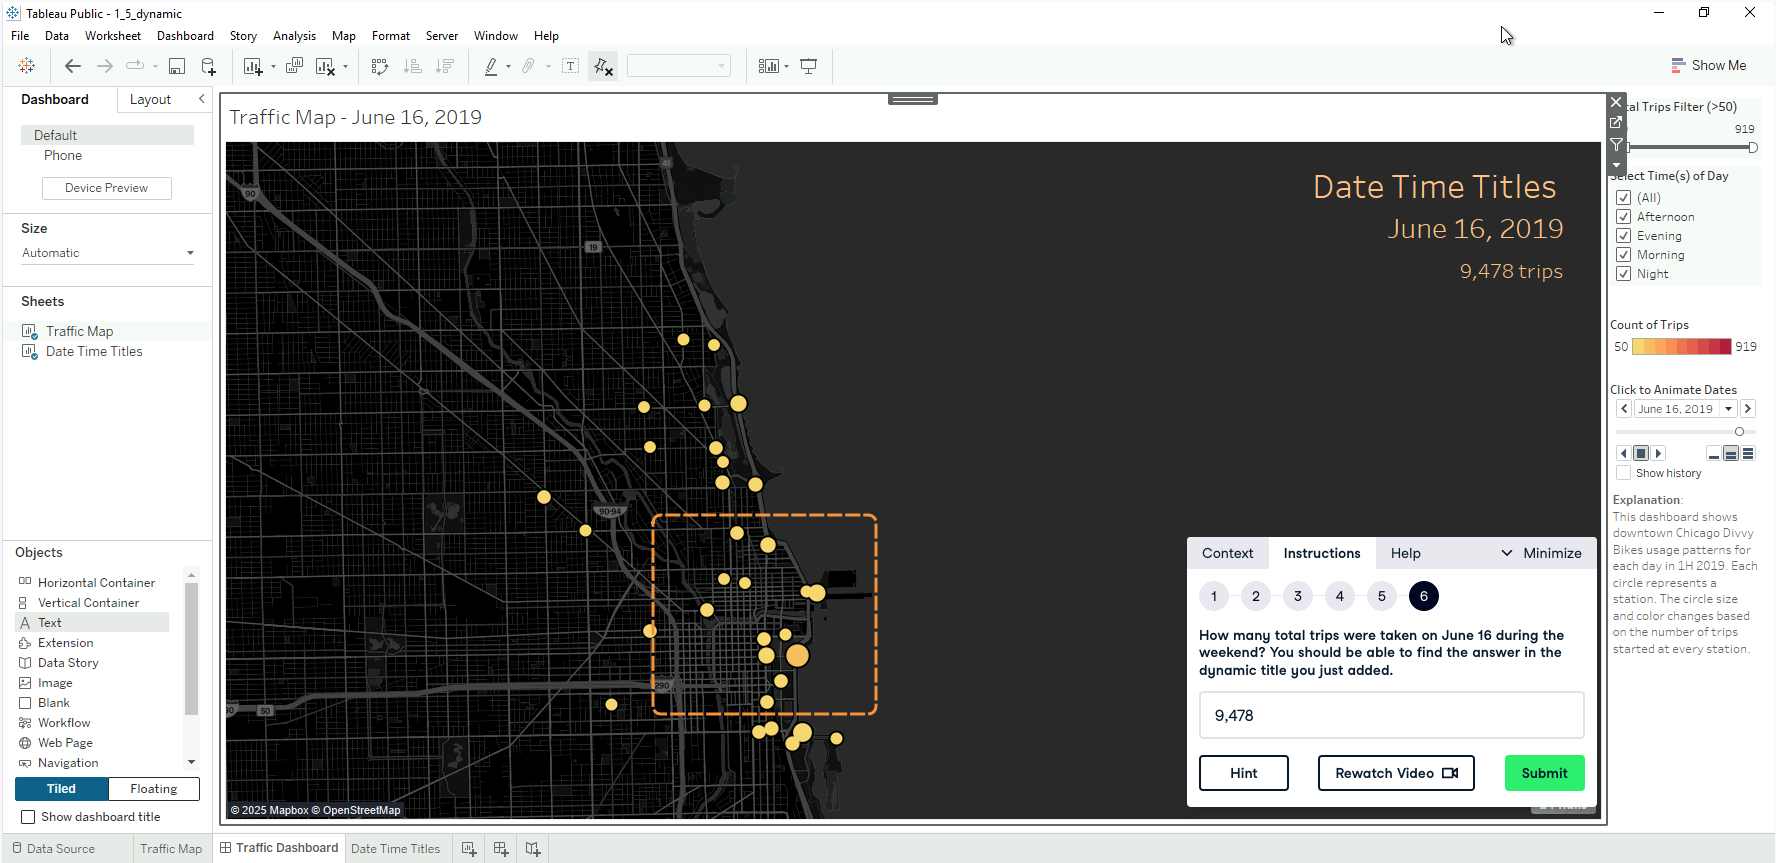 Tableau Public - 1_5_dynamic
File Data Worksheet Dashboard Story Analysis Map Format Server Window Help
Show Me
Dashboard Layout
Default
Phone
Device Preview
Size
Automatic
Sheets
Traffic Map
Date Time Titles
Objects
Horizontal Container
Vertical Container
Text
Extension
Data Story
Image
Blank
Workflow
Web Page
Navigation
Tiled Floating
Show dashboard title
Traffic Map - June 16, 2019
Date Time Titles
June 16, 2019
9,478 trips
41
90
19
90-94
290
90
50
© 2025 Mapbox © OpenStreetMap
Context Instructions Help Minimize
1 2 3 4 5 6
How many total trips were taken on June 16 during the
weekend? You should be able to find the answer in the
dynamic title you just added.
9,478
Hint Rewatch Video Submit
tal Trips Filter (>50)
919
Select Time(s) of Day
(All)
Afternoon
Evening
Morning
Night
Count of Trips
50 919
Click to Animate Dates
June 16, 2019
Show history
Explanation:
This dashboard shows
downtown Chicago Divvy
Bikes usage patterns for
each day in 1H 2019. Each
circle represents a
station. The circle size
and color changes based
on the number of trips
started at every station.
Data Source Traffic Map Traffic Dashboard Date Time Titles